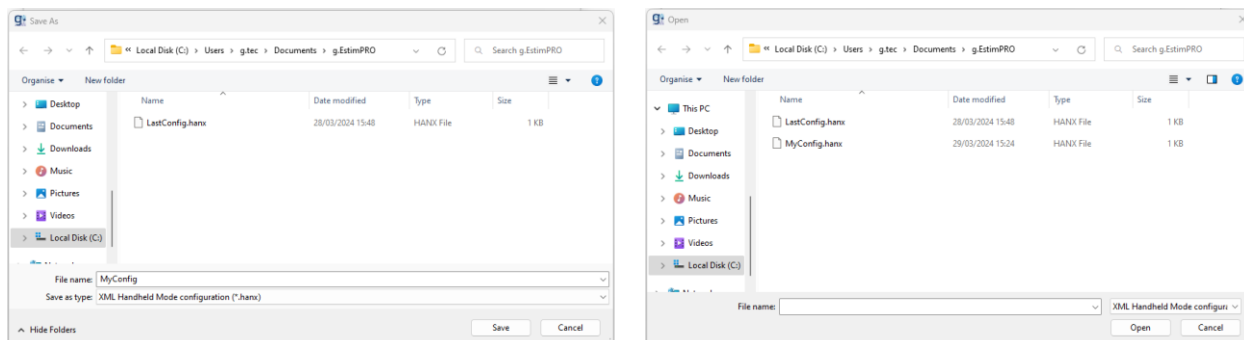 Save As
« Local Disk (C:) > Users > g.tec > Documents > g.EstimPRO
Search g.EstimPRO
Organise New folder
Name Date modified Type Size
Desktop
Documents
Downloads
Music
Pictures
Videos
Local Disk (C:)
LastConfig.hanx 28/03/2024 15:48 HANX File 1 KB
File name: MyConfig
Save as type: XML Handheld Mode configuration (*.hanx)
Hide Folders Save Cancel
Open
« Local Disk (C:) > Users > g.tec > Documents > g.EstimPRO
Search g.EstimPRO
Organise New folder
Name Date modified Type Size
This PC
Desktop
Documents
Downloads
Music
Pictures
Videos
Local Disk (C:)
LastConfig.hanx 28/03/2024 15:48 HANX File 1 KB
MyConfig.hanx 29/03/2024 15:24 HANX File 1 KB
File name: XML Handheld Mode
Open Cancel